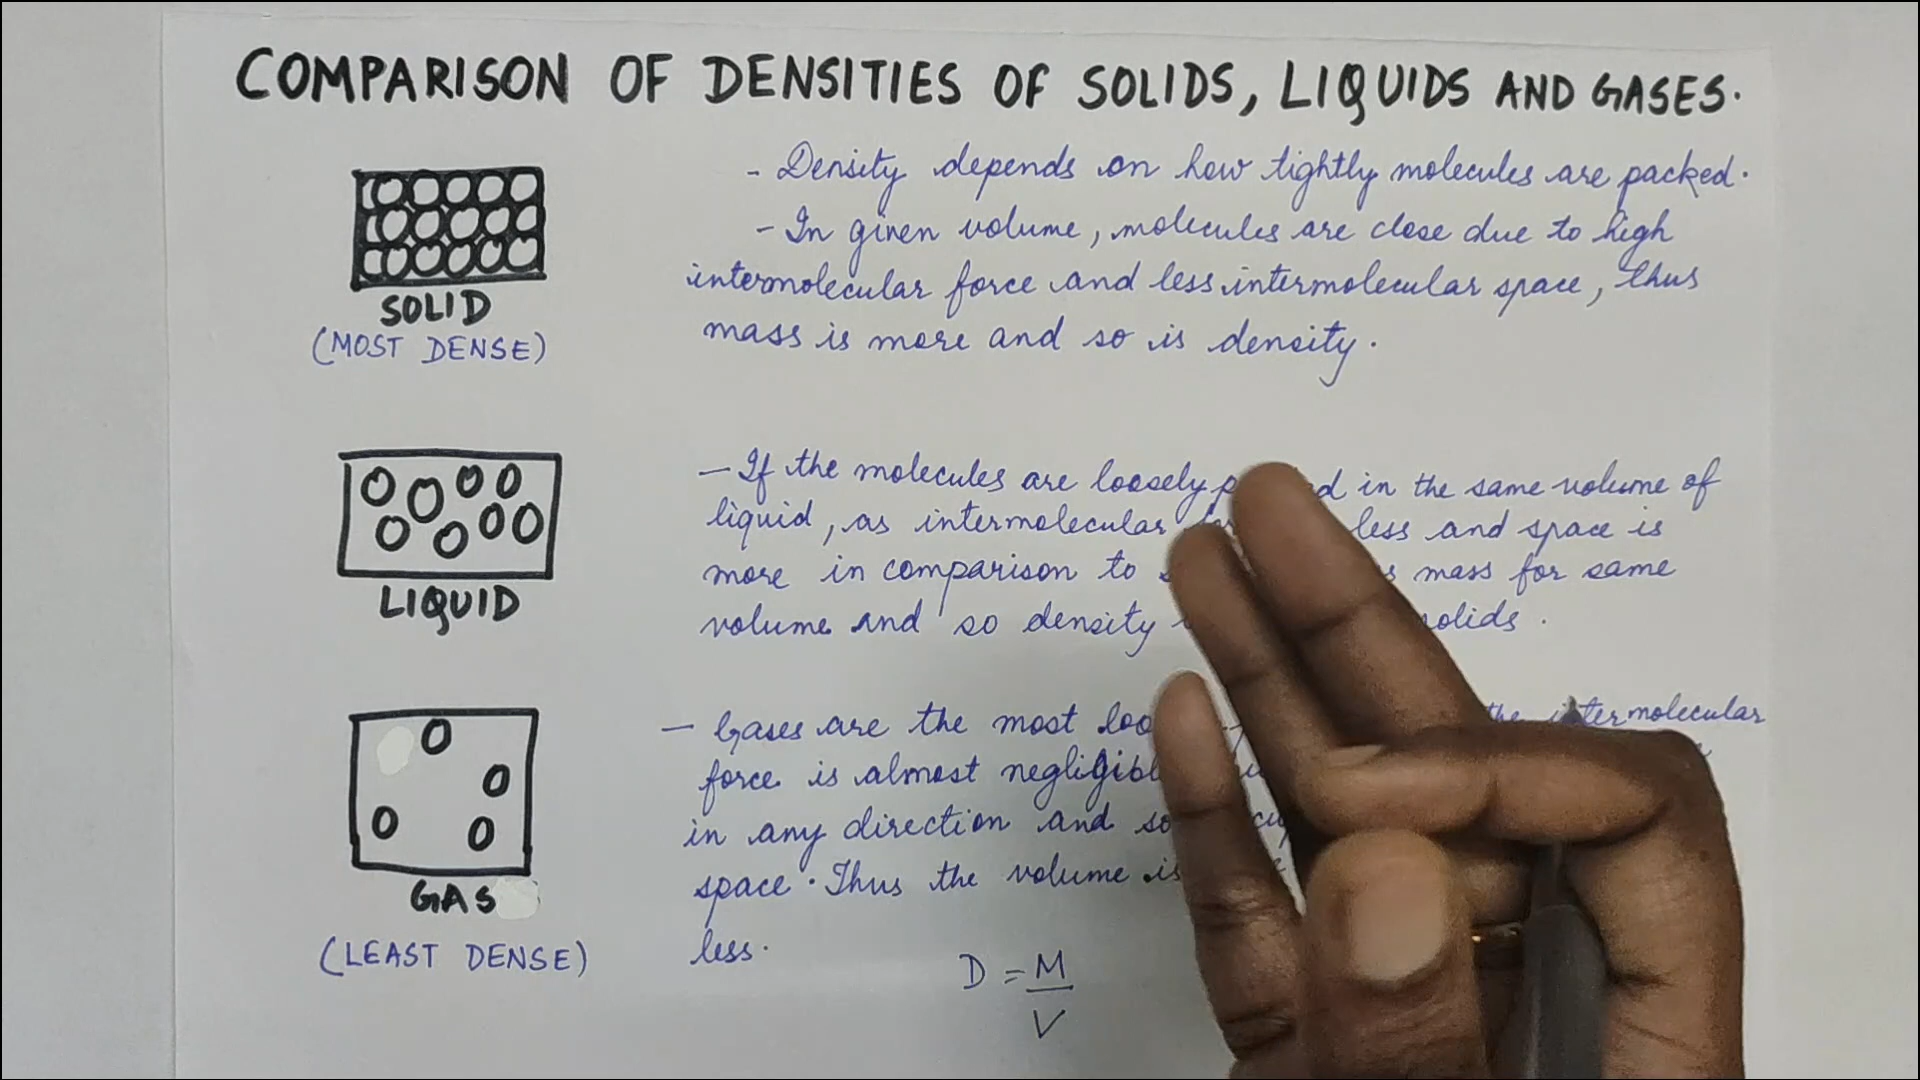 COMPARISON OF DENSITIES OF SOLIDS, LIQUIDS AND GASES.
- Density depends on how tightly molecules are packed.
- In given volume, molecules are close due to high
intermolecular force and less intermolecular space, thus
mass is more and so is density.
SOLID
(MOST DENSE)
- If the molecules are loosely in the same volume of
liquid, as intermolecular less and space is
more in comparison to mass for same
volume and so density solids.
LIQUID
- Gases are the most the intermolecular
force is almost
in any direction and so
space. Thus the volume is
less.
GAS
(LEAST DENSE)
D = M
V